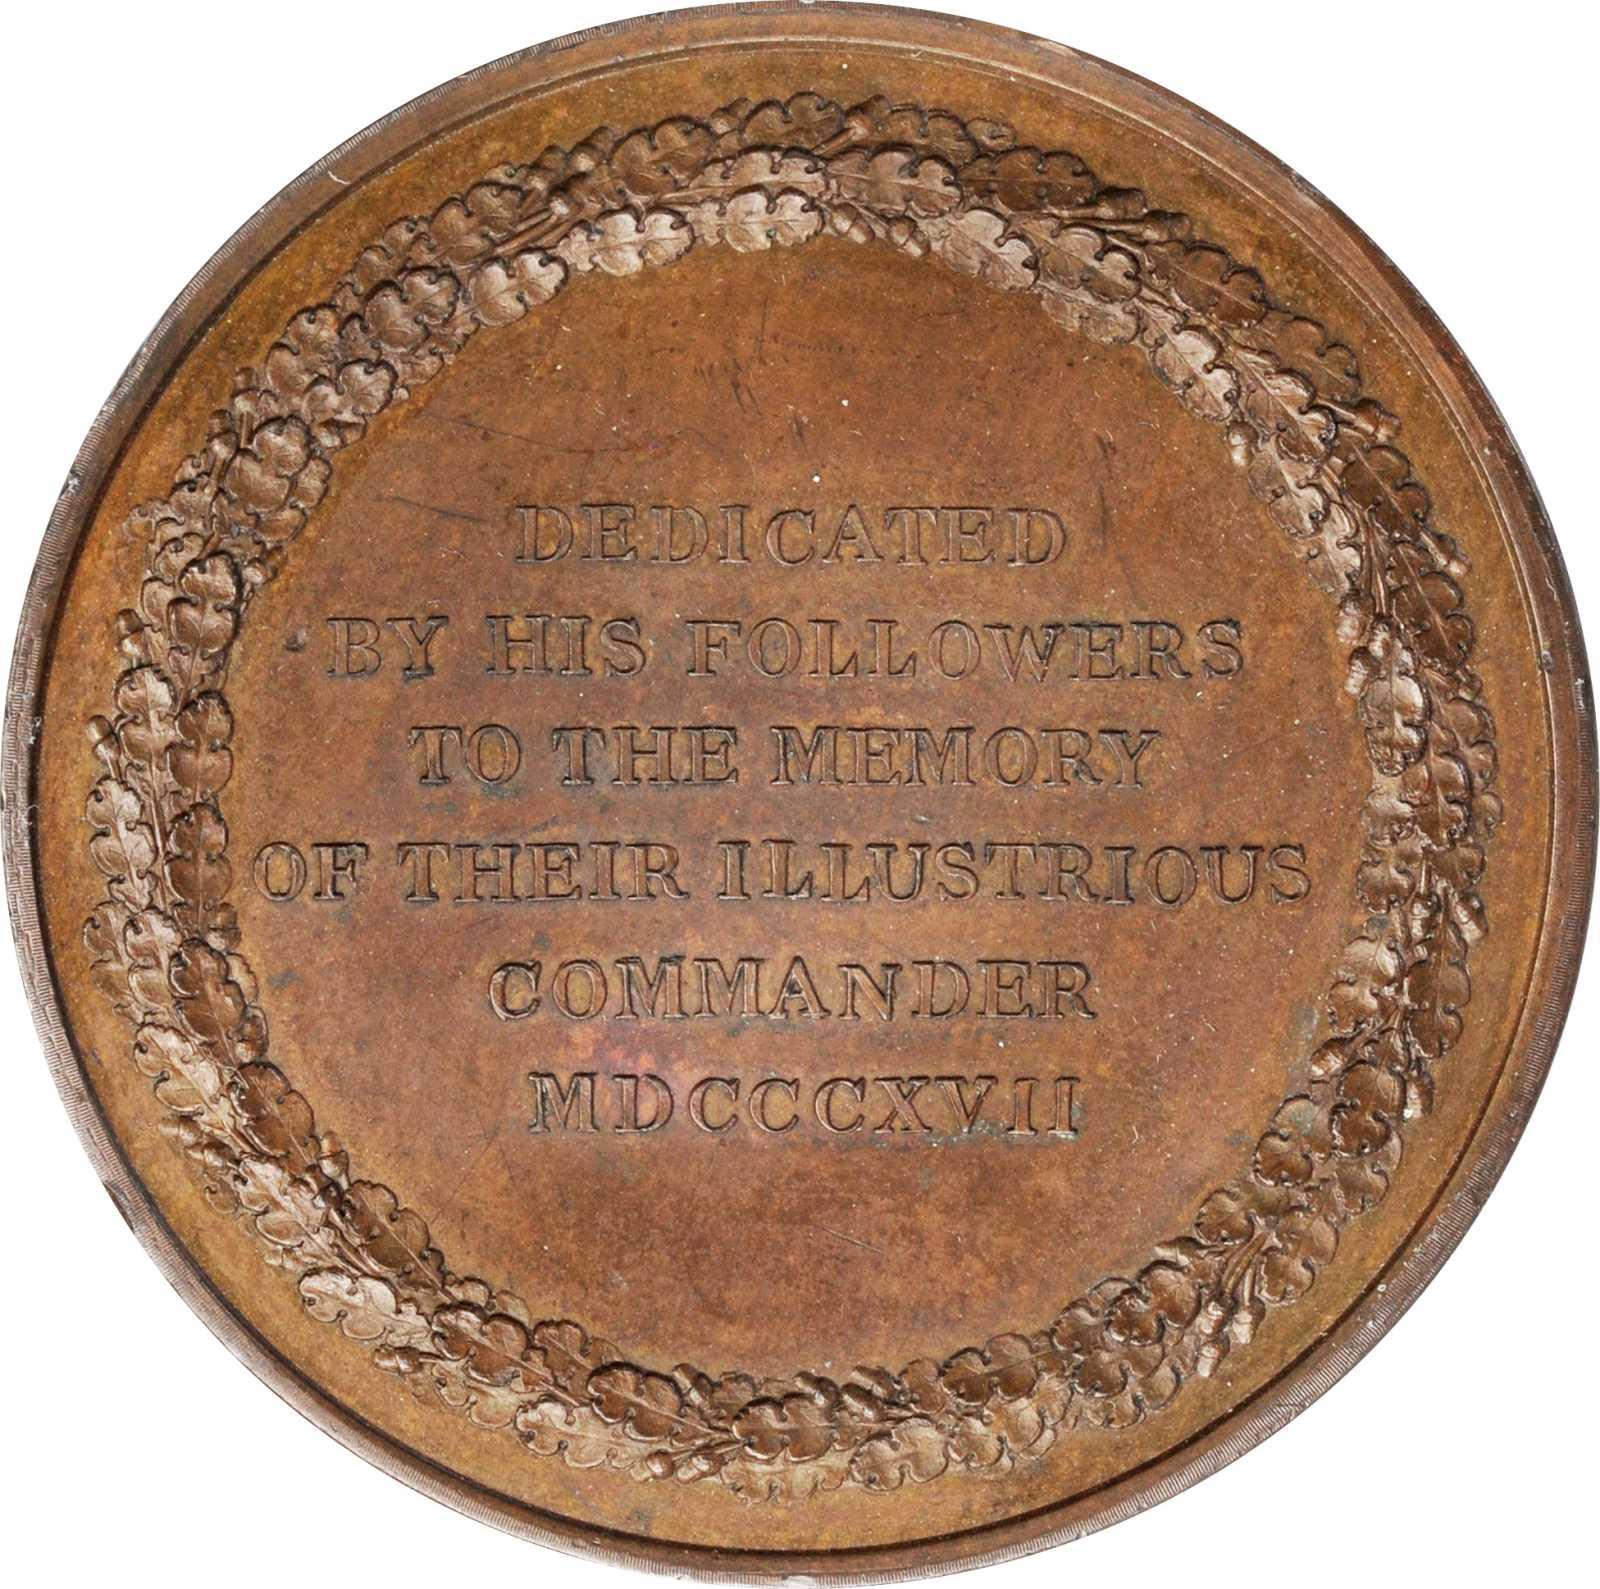 DEDICATED
BY HIS FOLLOWERS
TO THE MEMORY
OF THEIR ILLUSTRIOUS
COMMANDER
MDCCCXVII